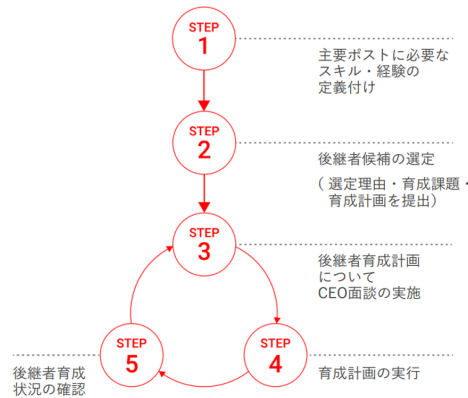 STEP
1
主要ポストに必要な
スキル・経験の
定義付け
STEP
2
後継者候補の選定
( 選定理由・育成課題・
育成計画を提出）
STEP
3
後継者育成計画
について
CEO面談の実施
STEP
4
育成計画の実行
STEP
5
後継者育成
状況の確認